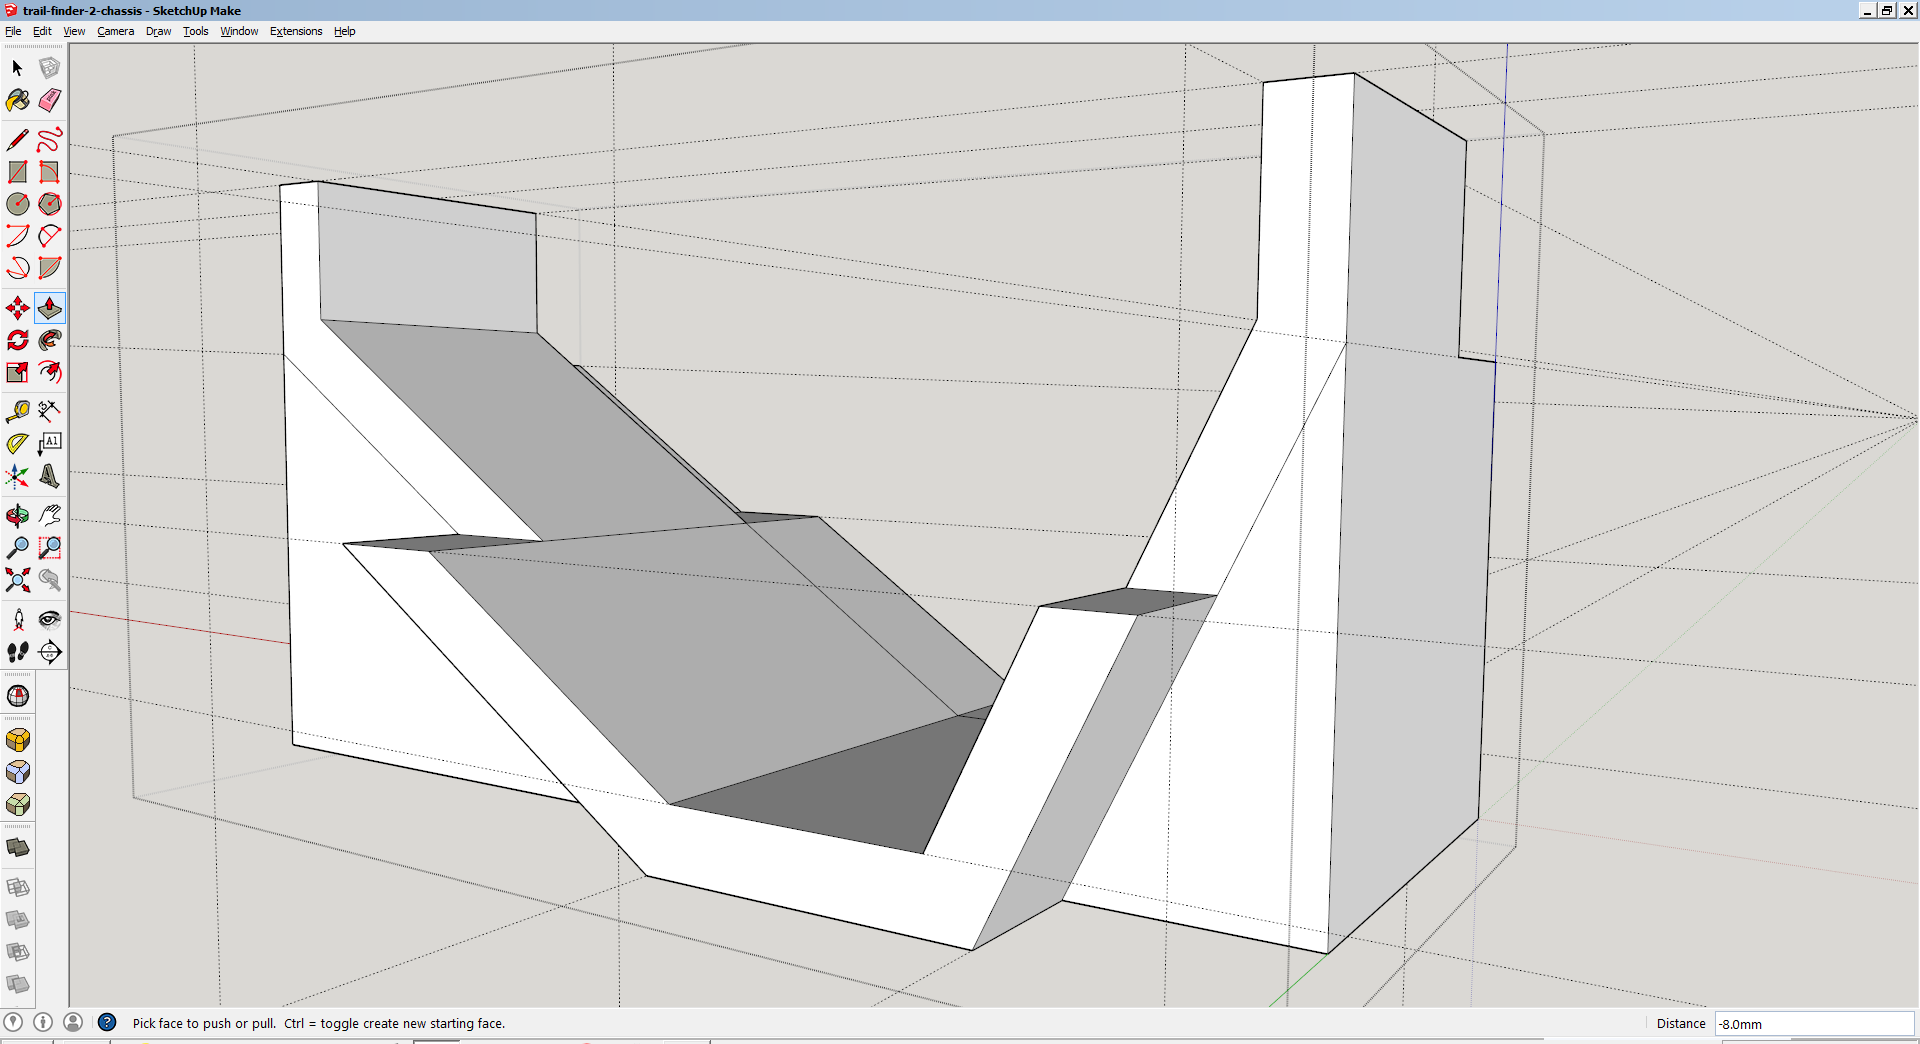 trail-finder-2-chassis - SketchUp Make
File Edit View Camera Draw Tools Window Extensions Help
A1
Pick face to push or pull. Ctrl = toggle create new starting face.
Distance -8.0mm